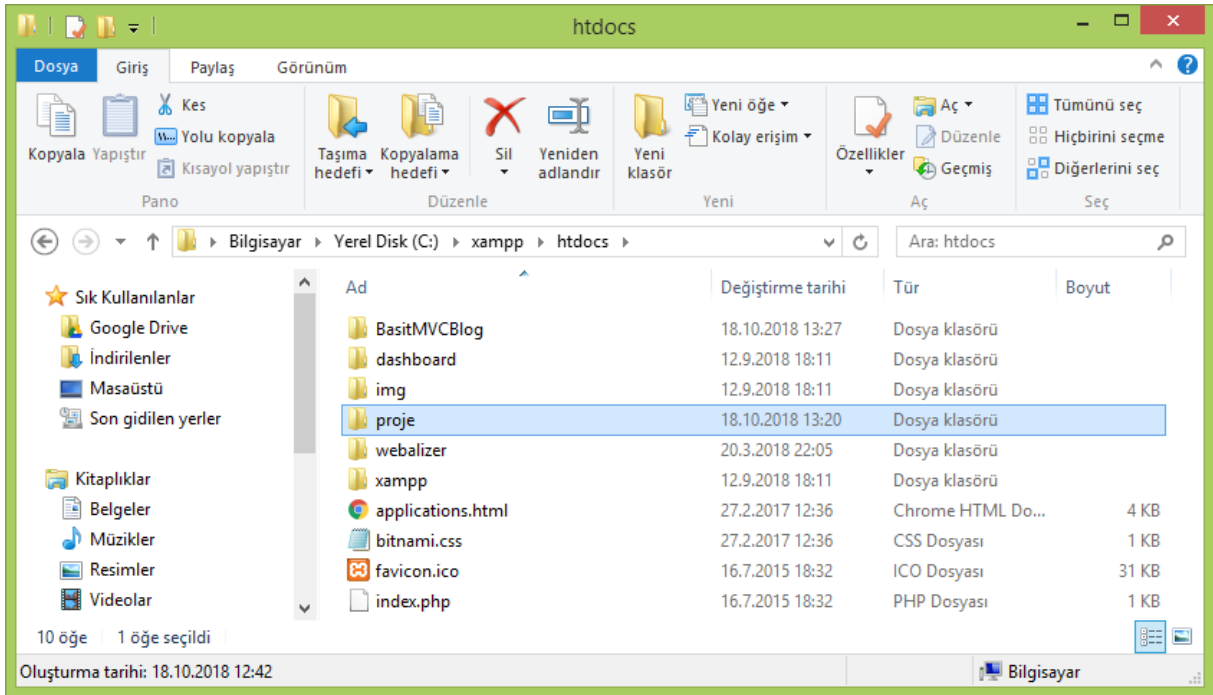 htdocs
Dosya Giriş Paylaş Görünüm
Kopyala Yapıştır Kes
Yolu kopyala
Kısayol yapıştır
Pano
Taşıma hedefi Kopyalama hedefi Sil Yeniden adlandır
Düzenle
Yeni klasör Yeni öğe
Kolay erişim
Yeni
Özellikler Aç
Düzenle
Geçmiş
Aç
Tümünü seç
Hiçbirini seçme
Diğerlerini seç
Seç
Bilgisayar Yerel Disk (C:) xampp htdocs Ara: htdocs
Sık Kullanılanlar
Google Drive
İndirilenler
Masaüstü
Son gidilen yerler
Kitaplıklar
Belgeler
Müzikler
Resimler
Videolar
Ad Değiştirme tarihi Tür Boyut
BasitMVCBlog 18.10.2018 13:27 Dosya klasörü
dashboard 12.9.2018 18:11 Dosya klasörü
img 12.9.2018 18:11 Dosya klasörü
proje 18.10.2018 13:20 Dosya klasörü
webalizer 20.3.2018 22:05 Dosya klasörü
xampp 12.9.2018 18:11 Dosya klasörü
applications.html 27.2.2017 12:36 Chrome HTML Do... 4 KB
bitnami.css 27.2.2017 12:36 CSS Dosyası 1 KB
favicon.ico 16.7.2015 18:32 ICO Dosyası 31 KB
index.php 16.7.2015 18:32 PHP Dosyası 1 KB
10 öğe 1 öğe seçildi
Oluşturma tarihi: 18.10.2018 12:42 Bilgisayar